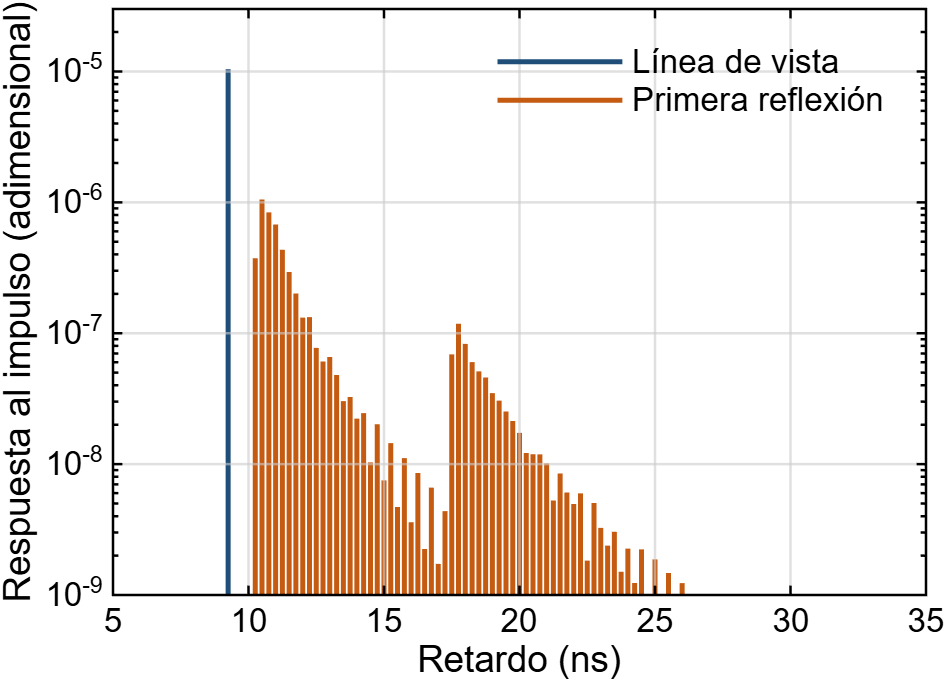 Respuesta al impulso (adimensional)
Línea de vista
Primera reflexión
10^-5
10^-6
10^-7
10^-8
10^-9
5 10 15 20 25 30 35
Retardo (ns)